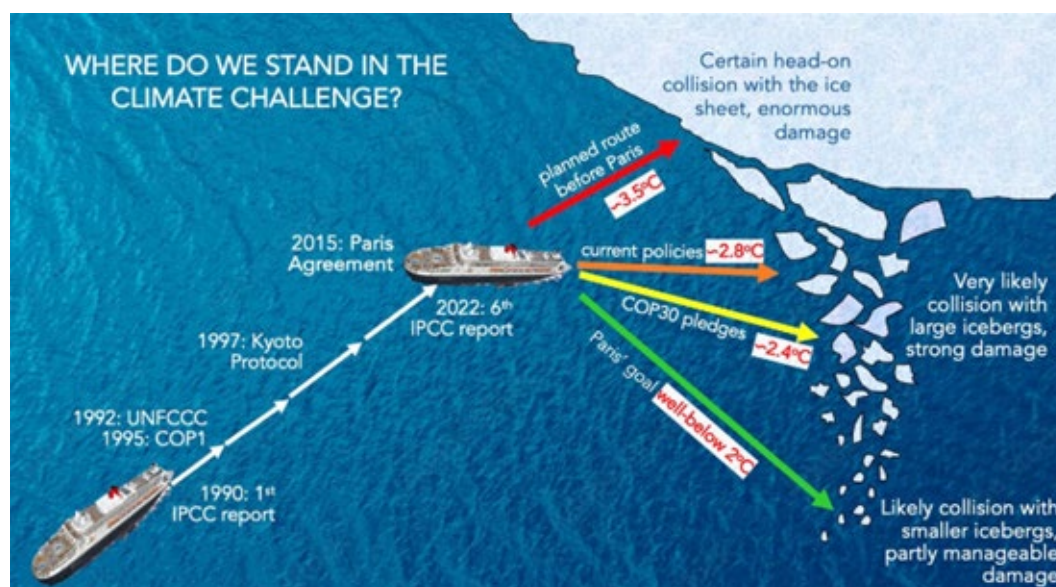 WHERE DO WE STAND IN THE
CLIMATE CHALLENGE?
Certain head-on
collision with the ice
sheet, enormous
damage
planned route
before Paris
~3.5°C
2015: Paris
Agreement
current policies ~2.8°C
COP30 pledges
~2.4°C
Very likely
collision with
large icebergs,
strong damage
2022: 6th
IPCC report
1997: Kyoto
Protocol
Paris' goal well-below 2°C
1992: UNFCCC
1995: COP1
1990: 1st
IPCC report
Likely collision with
smaller icebergs,
partly manageable
damage